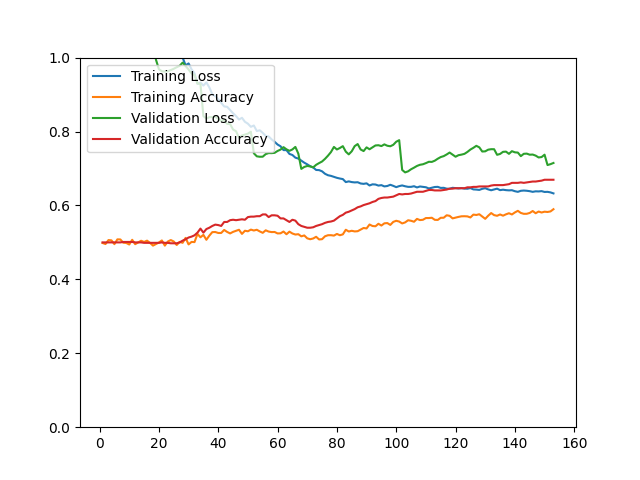 1.0
0.8
0.6
0.4
0.2
0.0
Training Loss
Training Accuracy
Validation Loss
Validation Accuracy
0 20 40 60 80 100 120 140 160